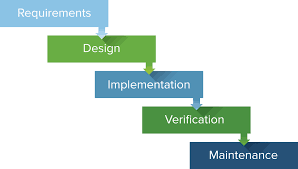 Requirements
Design
Implementation
Verification
Maintenance